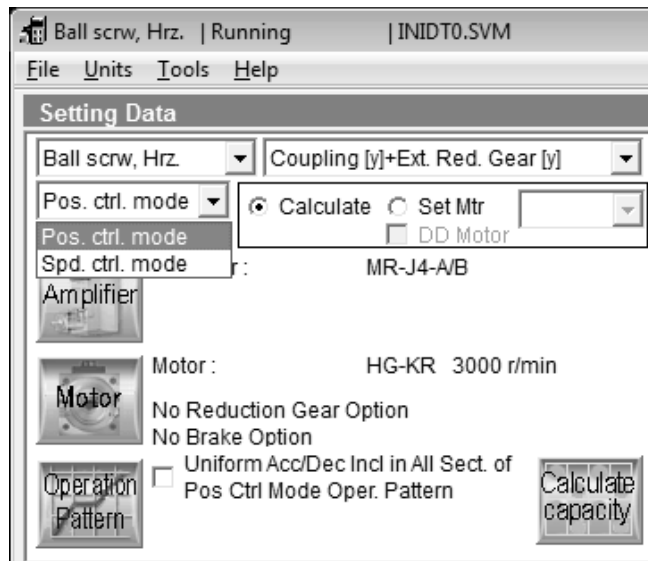 Ball scrw, Hrz. | Running | INIDT0.SVM
File Units Tools Help
Setting Data
Ball scrw, Hrz. Coupling [y]+Ext. Red. Gear [y]
Pos. ctrl. mode Calculate Set Mtr
DD Motor
Pos. ctrl. mode
Spd. ctrl. mode r : MR-J4-A/B
Amplifier
Motor : HG-KR 3000 r/min
Motor
No Reduction Gear Option
No Brake Option
Uniform Acc/Dec Incl in All Sect. of
Pos Ctrl Mode Oper. Pattern
Operation
Pattern
Calculate
capacity